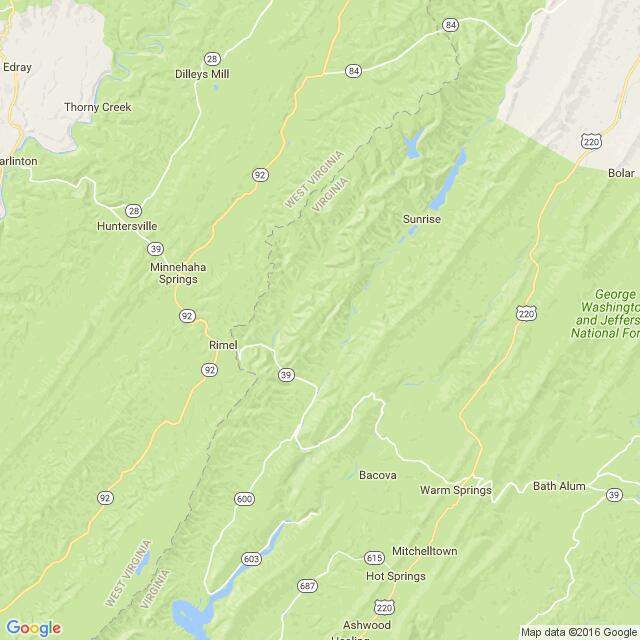 84
28
84
Edray
Dilleys Mill
Thorny Creek
220
arlinton
WEST VIRGINIA
VIRGINIA
92
Bolar
28
Sunrise
Huntersville
39
Minnehaha
Springs
George
Washington
and Jeffers
National For
220
92
Rimel
92
39
Bacova
Warm Springs
Bath Alum
39
92
600
WEST VIRGINIA
VIRGINIA
603
615
Mitchelltown
687
Hot Springs
220
Ashwood
Healing
Google
Map data ©2016 Google